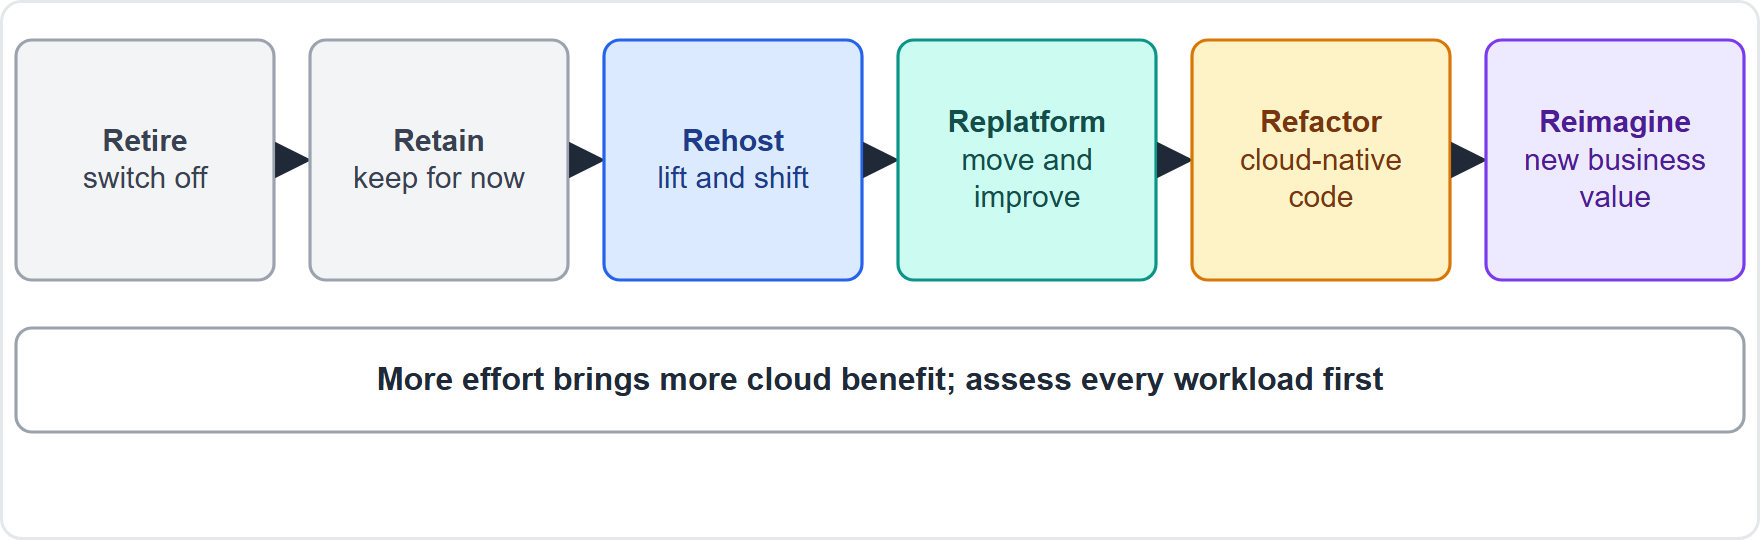 Retire
switch off
Retain
keep for now
Rehost
lift and shift
Replatform
move and
improve
Refactor
cloud-native
code
Reimagine
new business
value
More effort brings more cloud benefit; assess every workload first